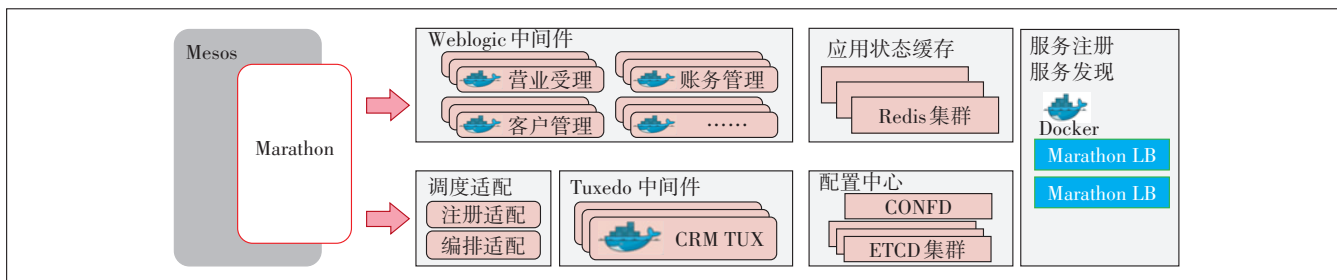 Mesos
Marathon
Weblogic 中间件
营业受理
账务管理
客户管理
……
应用状态缓存
Redis 集群
服务注册
服务发现
Docker
Marathon LB
Marathon LB
调度适配
注册适配
编排适配
Tuxedo 中间件
CRM TUX
配置中心
CONFD
ETCD 集群